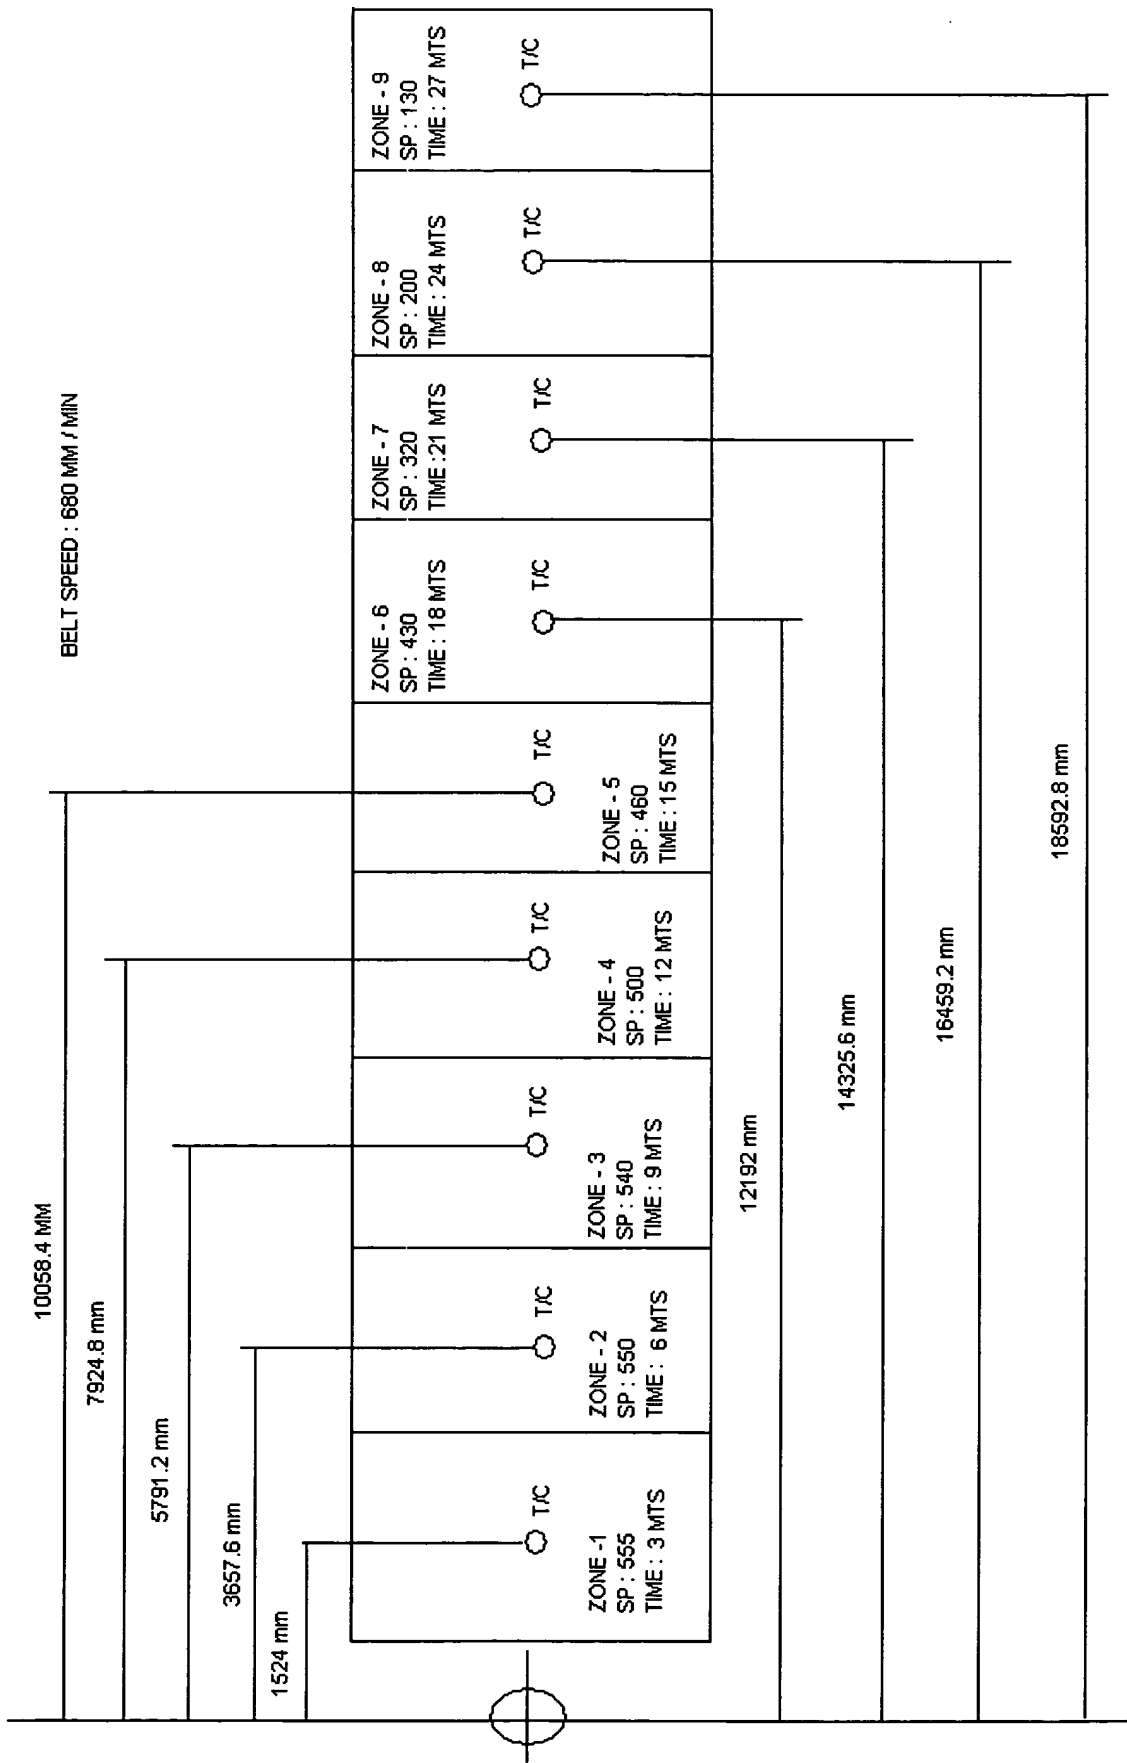 BELT SPEED : 680 MM / MIN
10058.4 MM
7924.8 mm
5791.2 mm
3657.6 mm
1524 mm
T/C
ZONE -1
SP : 555
TIME : 3 MTS
T/C
ZONE - 2
SP : 550
TIME : 6 MTS
T/C
ZONE - 3
SP : 540
TIME : 9 MTS
T/C
ZONE - 4
SP : 500
TIME : 12 MTS
T/C
ZONE - 5
SP : 460
TIME : 15 MTS
ZONE - 6
SP : 430
TIME : 18 MTS
T/C
ZONE - 7
SP : 320
TIME :21 MTS
T/C
ZONE - 8
SP : 200
TIME : 24 MTS
T/C
ZONE - 9
SP : 130
TIME : 27 MTS
T/C
12192 mm
14325.6 mm
16459.2 mm
18592.8 mm